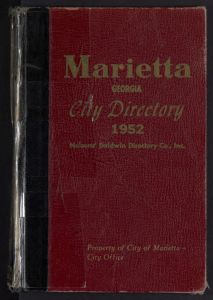 Marietta
GEORGIA
City Directory
1952
Nelsons' Baldwin Directory Co., Inc.
Property of City of Marietta -
City Office